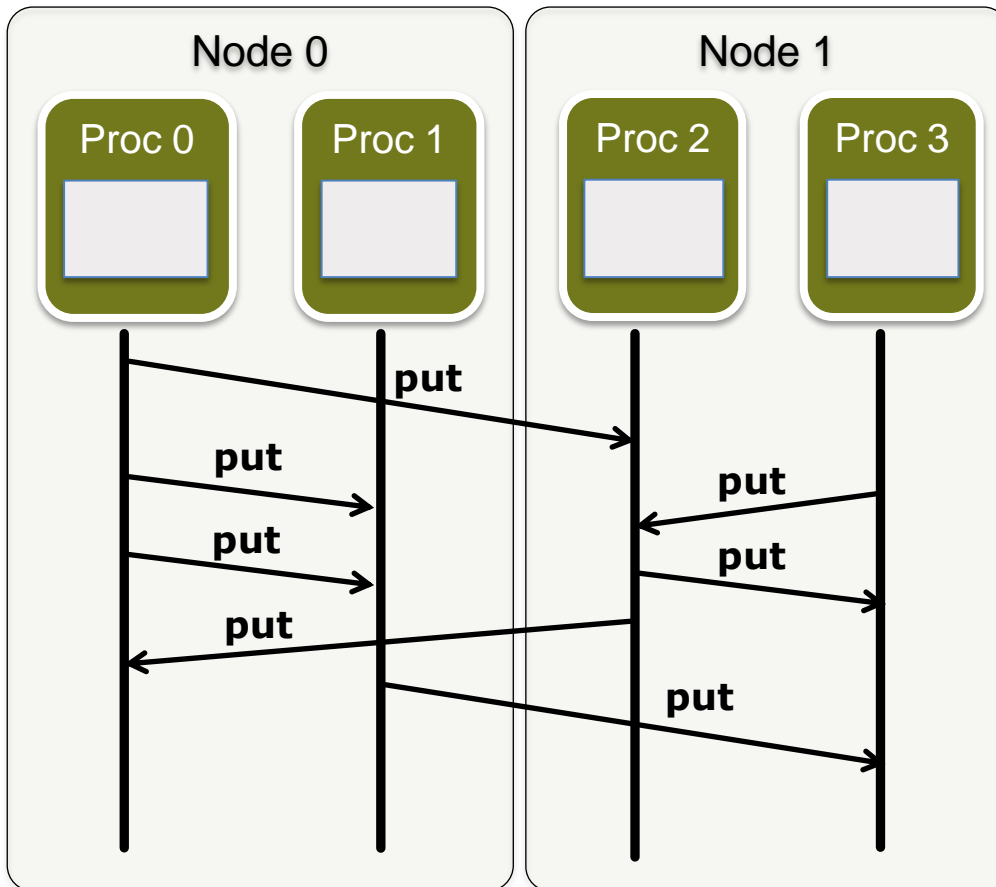 Node 0
Node 1
Proc 0
Proc 1
Proc 2
Proc 3
put
put
put
put
put
put
put